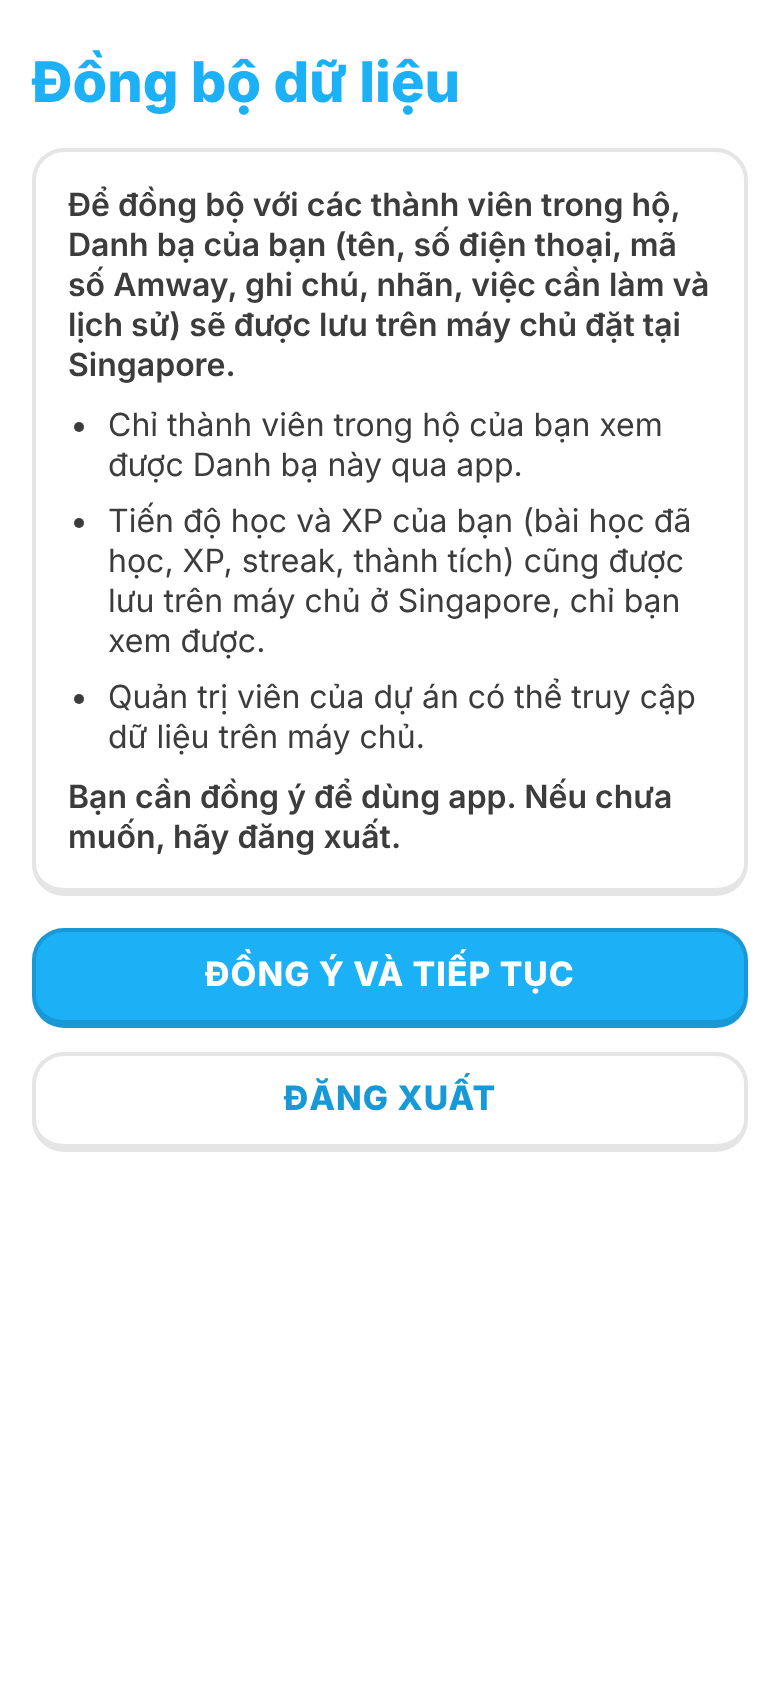 Đồng bộ dữ liệu
Để đồng bộ với các thành viên trong hộ,
Danh bạ của bạn (tên, số điện thoại, mã
số Amway, ghi chú, nhãn, việc cần làm và
lịch sử) sẽ được lưu trên máy chủ đặt tại
Singapore.
• Chỉ thành viên trong hộ của bạn xem
được Danh bạ này qua app.
• Tiến độ học và XP của bạn (bài học đã
học, XP, streak, thành tích) cũng được
lưu trên máy chủ ở Singapore, chỉ bạn
xem được.
• Quản trị viên của dự án có thể truy cập
dữ liệu trên máy chủ.
Bạn cần đồng ý để dùng app. Nếu chưa
muốn, hãy đăng xuất.
ĐỒNG Ý VÀ TIẾP TỤC
ĐĂNG XUẤT